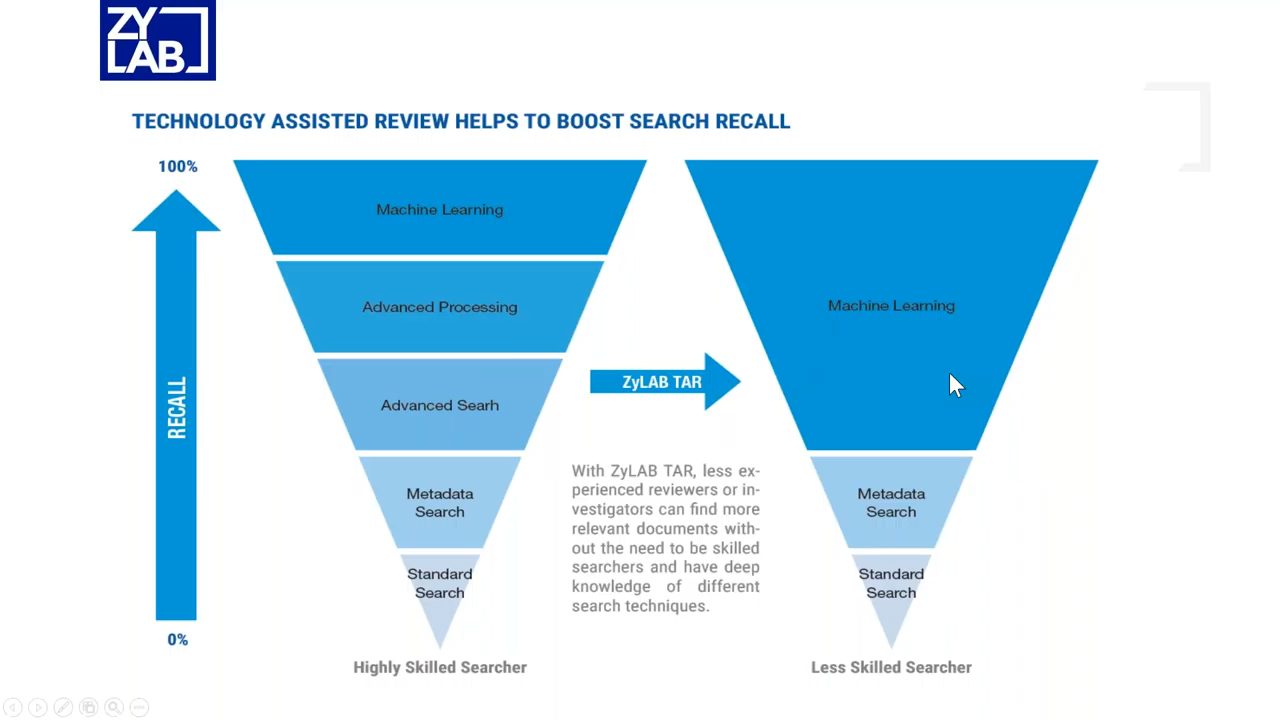 ZY
LAB
TECHNOLOGY ASSISTED REVIEW HELPS TO BOOST SEARCH RECALL
100%
RECALL
0%
Machine Learning
Advanced Processing
Advanced Searh
Metadata
Search
Standard
Search
Highly Skilled Searcher
ZyLAB TAR
With ZyLAB TAR, less ex-
perienced reviewers or in-
vestigators can find more
relevant documents with-
out the need to be skilled
searchers and have deep
knowledge of different
search techniques.
Machine Learning
Metadata
Search
Standard
Search
Less Skilled Searcher